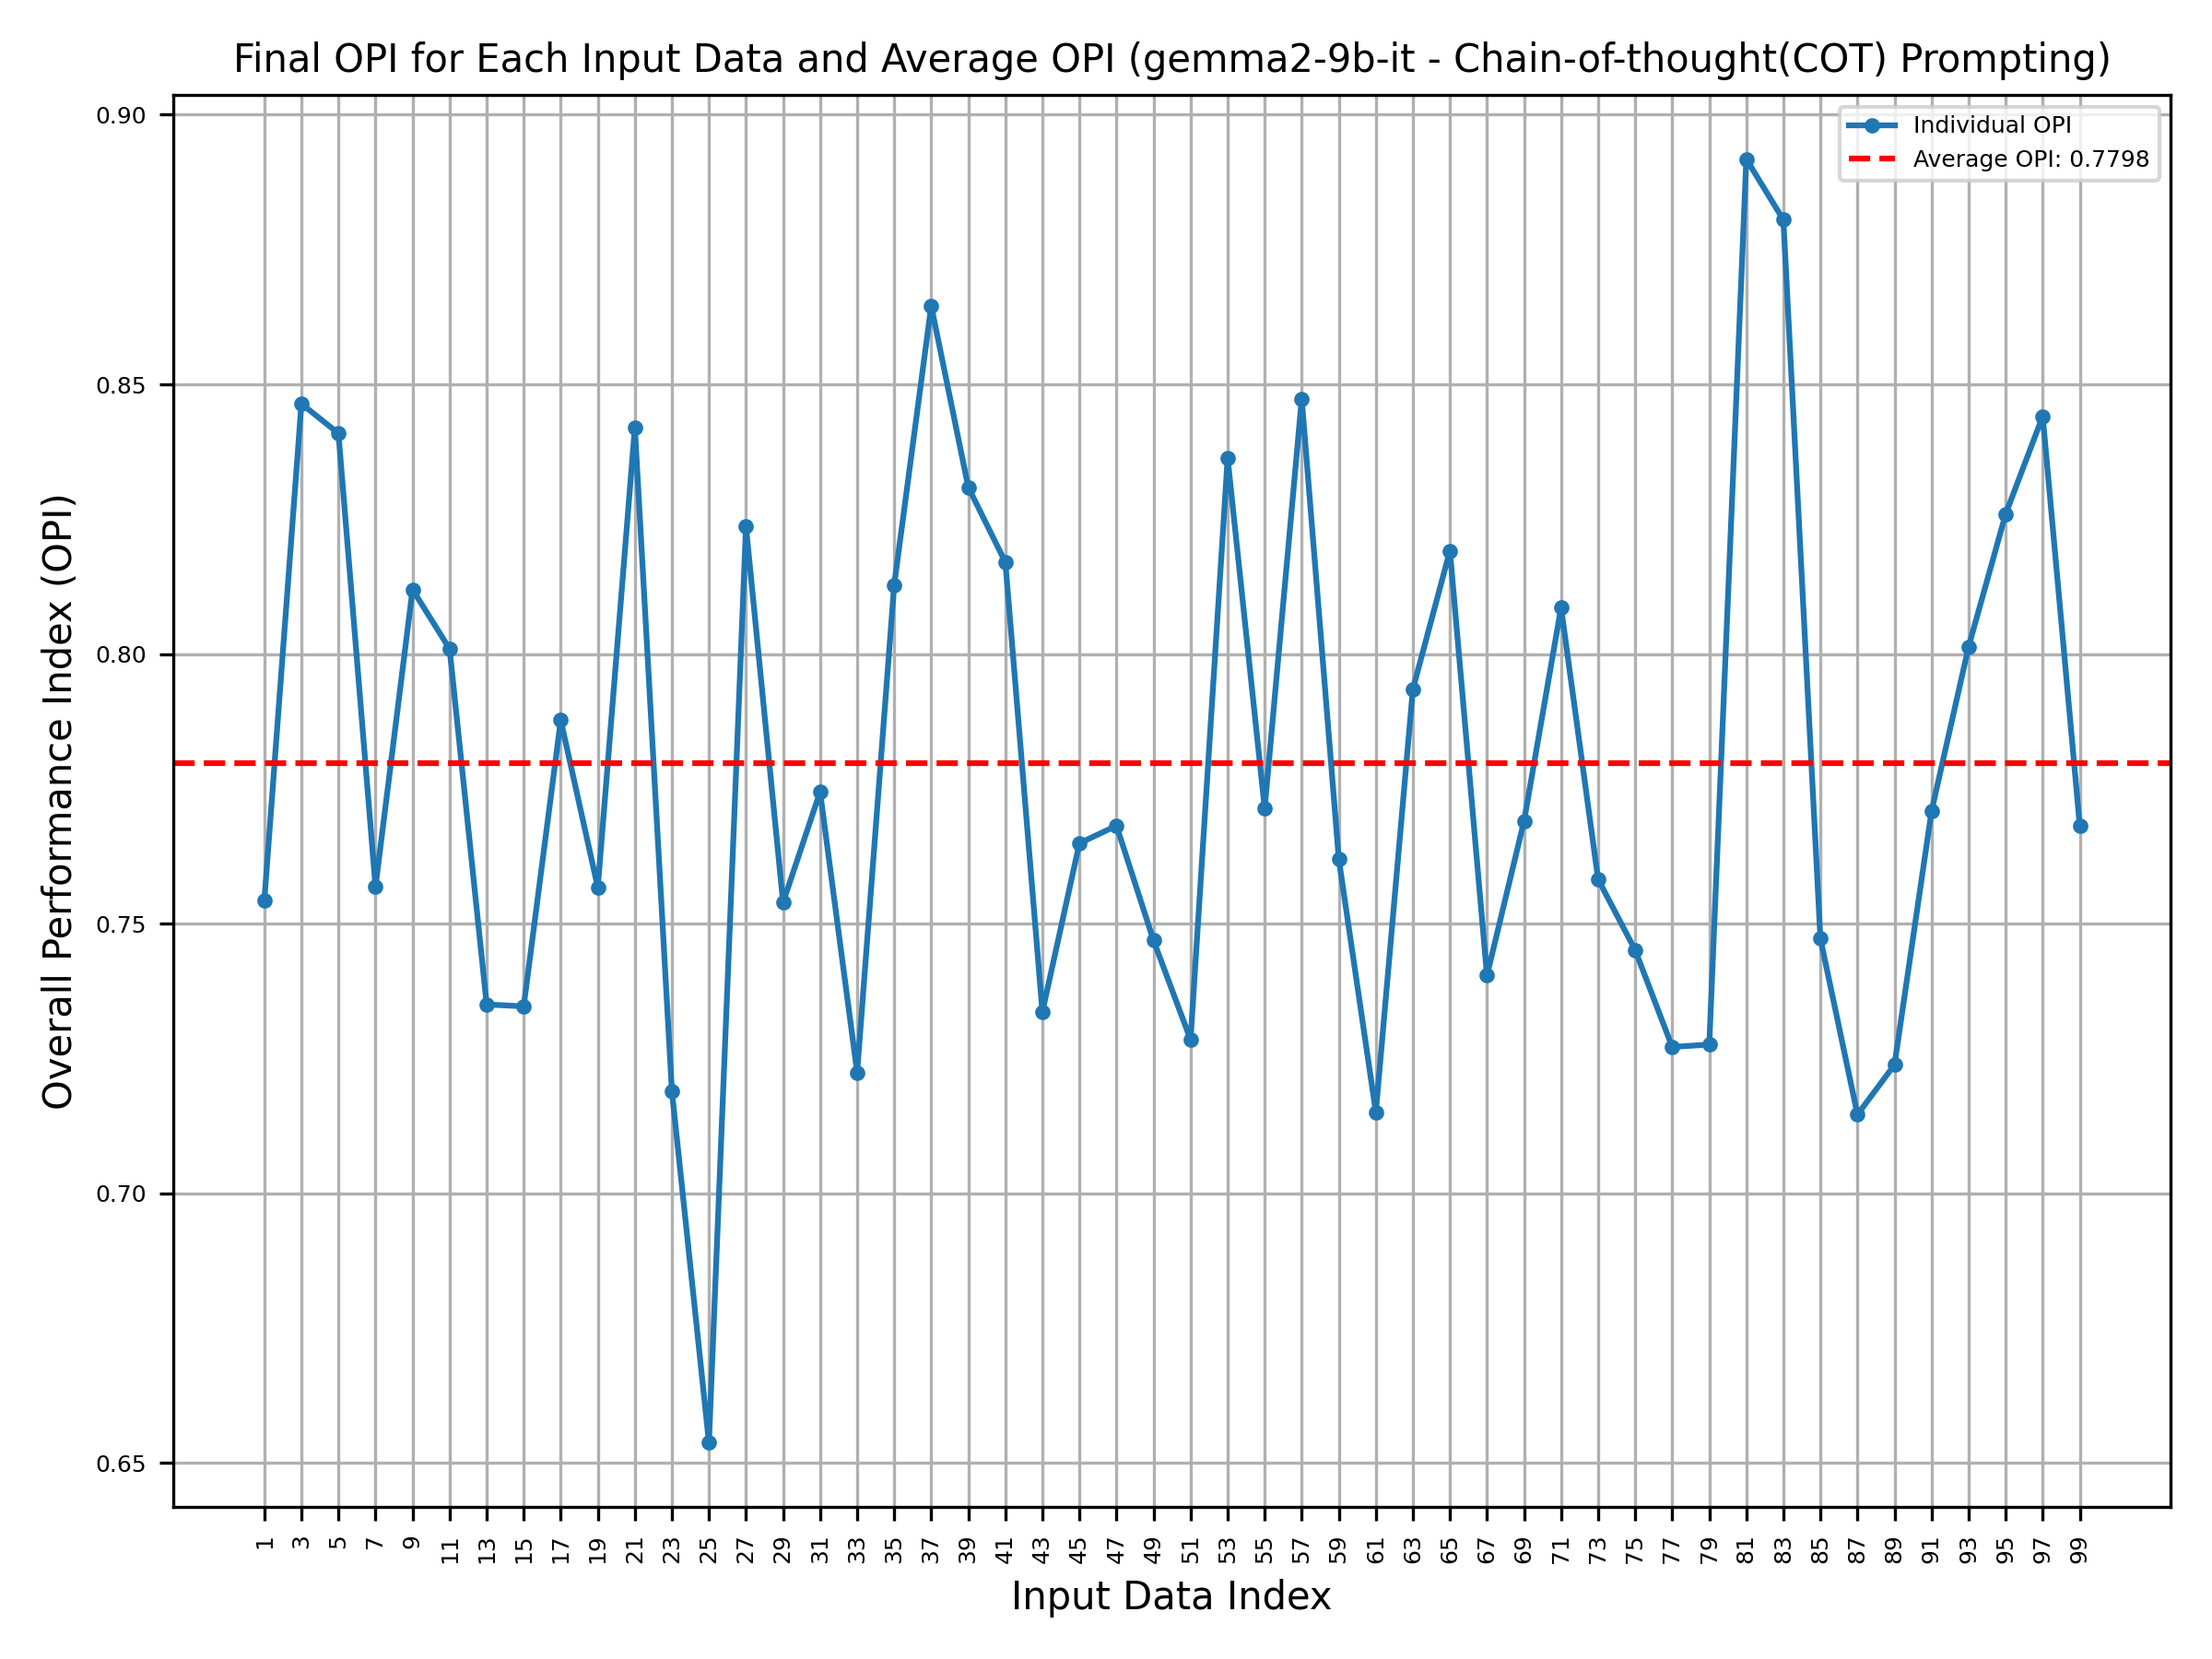 Final OPI for Each Input Data and Average OPI (gemma2-9b-it - Chain-of-thought(COT) Prompting)
Individual OPI
Average OPI: 0.7798
Overall Performance Index (OPI)
0.90
0.85
0.80
0.75
0.70
0.65
1 3 5 7 9 11 13 15 17 19 21 23 25 27 29 31 33 35 37 39 41 43 45 47 49 51 53 55 57 59 61 63 65 67 69 71 73 75 77 79 81 83 85 87 89 91 93 95 97 99
Input Data Index